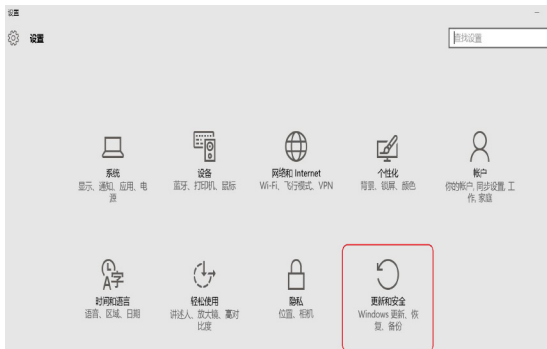 设置
设置
查找设置
系统
显示、通知、应用、电
源
设备
蓝牙、打印机、鼠标
网络和 Internet
Wi-Fi、飞行模式、VPN
个性化
背景、锁屏、颜色
帐户
你的帐户、同步设置、工
作、家庭
时间和语言
语音、区域、日期
轻松使用
讲述人、放大镜、高对
比度
隐私
位置、相机
更新和安全
Windows 更新、恢
复、备份